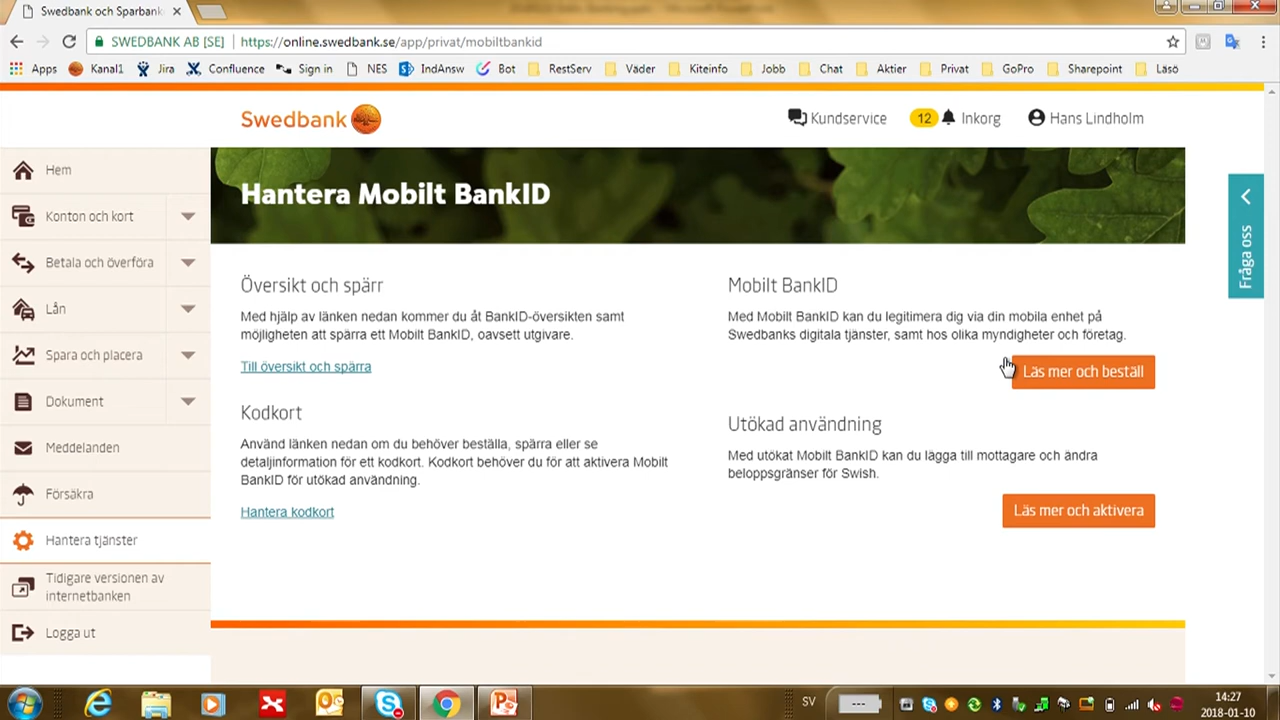 Swedbank och Sparbank
SWEDBANK AB [SE]
https://online.swedbank.se/app/privat/mobiltbankid
Apps
Kanal1
Jira
Confluence
Sign in
NES
IndAnsw
Bot
RestServ
Väder
Kiteinfo
Jobb
Chat
Aktier
Privat
GoPro
Sharepoint
Läsö
Swedbank
Kundservice
12
Inkorg
Hans Lindholm
Hem
Konton och kort
Betala och överföra
Lån
Spara och placera
Dokument
Meddelanden
Försäkra
Hantera tjänster
Tidigare versionen av
internetbanken
Logga ut
Hantera Mobilt BankID
Översikt och spärr
Med hjälp av länken nedan kommer du åt BankID-översikten samt
möjligheten att spärra ett Mobilt BankID, oavsett utgivare.
Till översikt och spärra
Kodkort
Använd länken nedan om du behöver beställa, spärra eller se
detaljinformation för ett kodkort. Kodkort behöver du för att aktivera Mobilt
BankID för utökad användning.
Hantera kodkort
Mobilt BankID
Med Mobilt BankID kan du legitimera dig via din mobila enhet på
Swedbanks digitala tjänster, samt hos olika myndigheter och företag.
Läs mer och beställ
Utökad användning
Med utökat Mobilt BankID kan du lägga till mottagare och ändra
beloppsgränser för Swish.
Läs mer och aktivera
Fråga oss
SV
---
14:27
2018-01-10